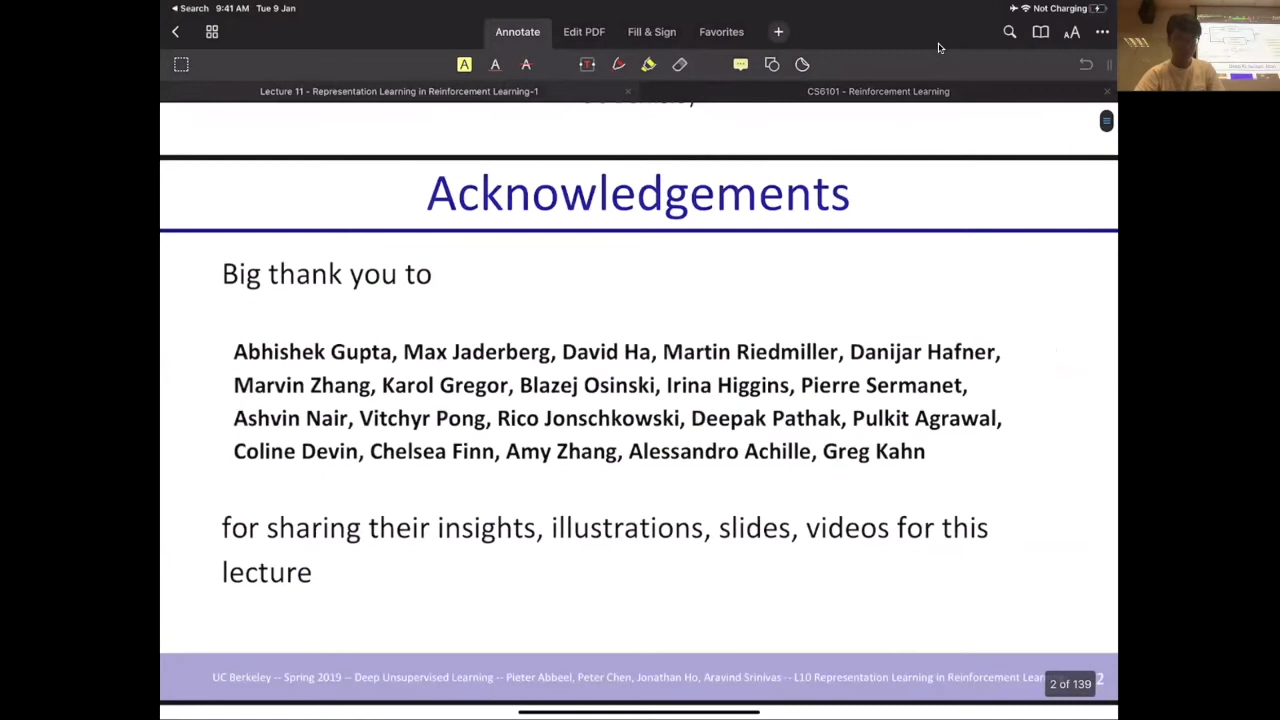 Search 9:41 AM Tue 9 Jan Not Charging
Annotate Edit PDF Fill & Sign Favorites
Lecture 11 - Representation Learning in Reinforcement Learning-1 CS6101 - Reinforcement Learning
Acknowledgements
Big thank you to
Abhishek Gupta, Max Jaderberg, David Ha, Martin Riedmiller, Danijar Hafner,
Marvin Zhang, Karol Gregor, Blazej Osinski, Irina Higgins, Pierre Sermanet,
Ashvin Nair, Vitchyr Pong, Rico Jonschkowski, Deepak Pathak, Pulkit Agrawal,
Coline Devin, Chelsea Finn, Amy Zhang, Alessandro Achille, Greg Kahn
for sharing their insights, illustrations, slides, videos for this
lecture
UC Berkeley -- Spring 2019 -- Deep Unsupervised Learning -- Pieter Abbeel, Peter Chen, Jonathan Ho, Aravind Srinivas -- L10 Representation Learning in Reinforcement 2 of 139 2